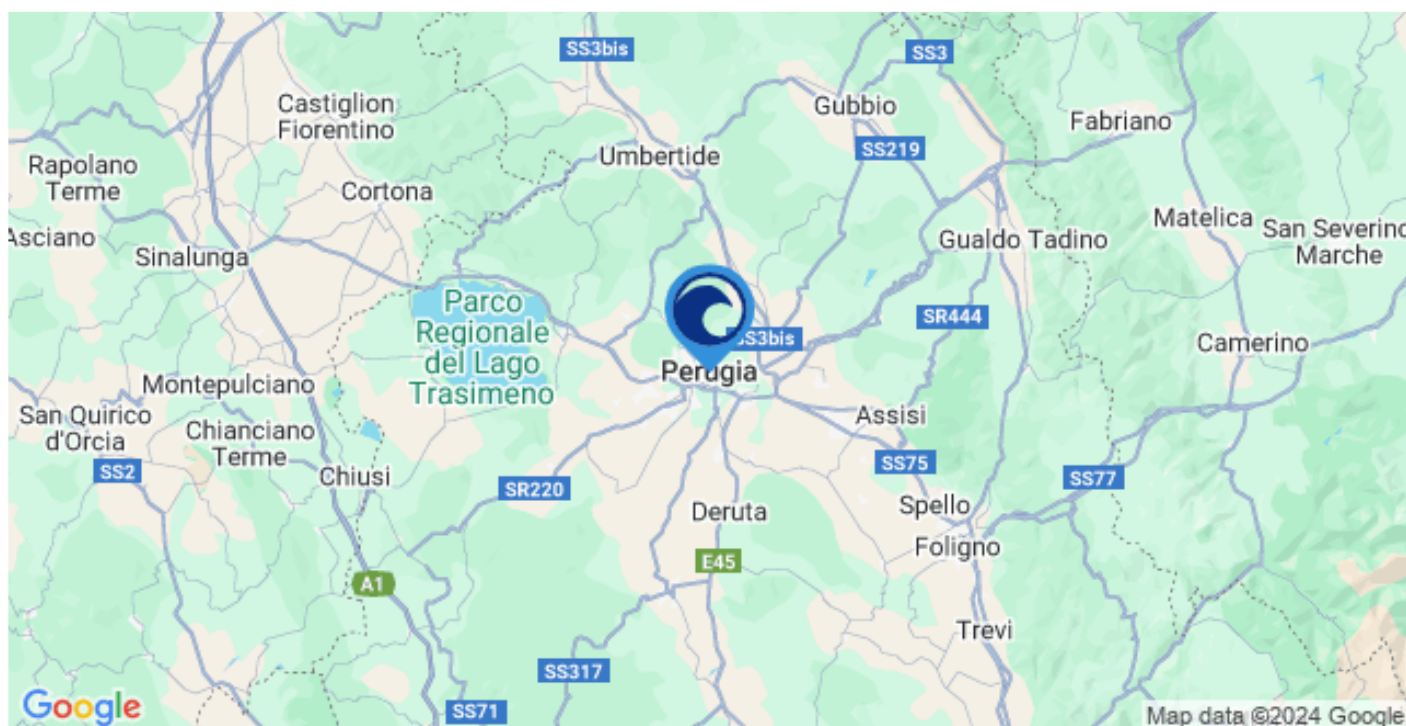 SS3bis
SS3
Castiglion
Fiorentino
Gubbio
Fabriano
Umbertide
SS219
Rapolano
Terme
Cortona
Matelica
Asciano
Sinalunga
Gualdo Tadino
San Severino
Marche
Parco
Regionale
del Lago
Trasimeno
SS3bis
SR444
Camerino
Perugia
Montepulciano
San Quirico
d'Orcia
Chianciano
Terme
Assisi
SS2
Chiusi
SS75
SS77
SR220
Deruta
Spello
Foligno
E45
A1
Trevi
SS317
SS71
Google
Map data ©2024 Google